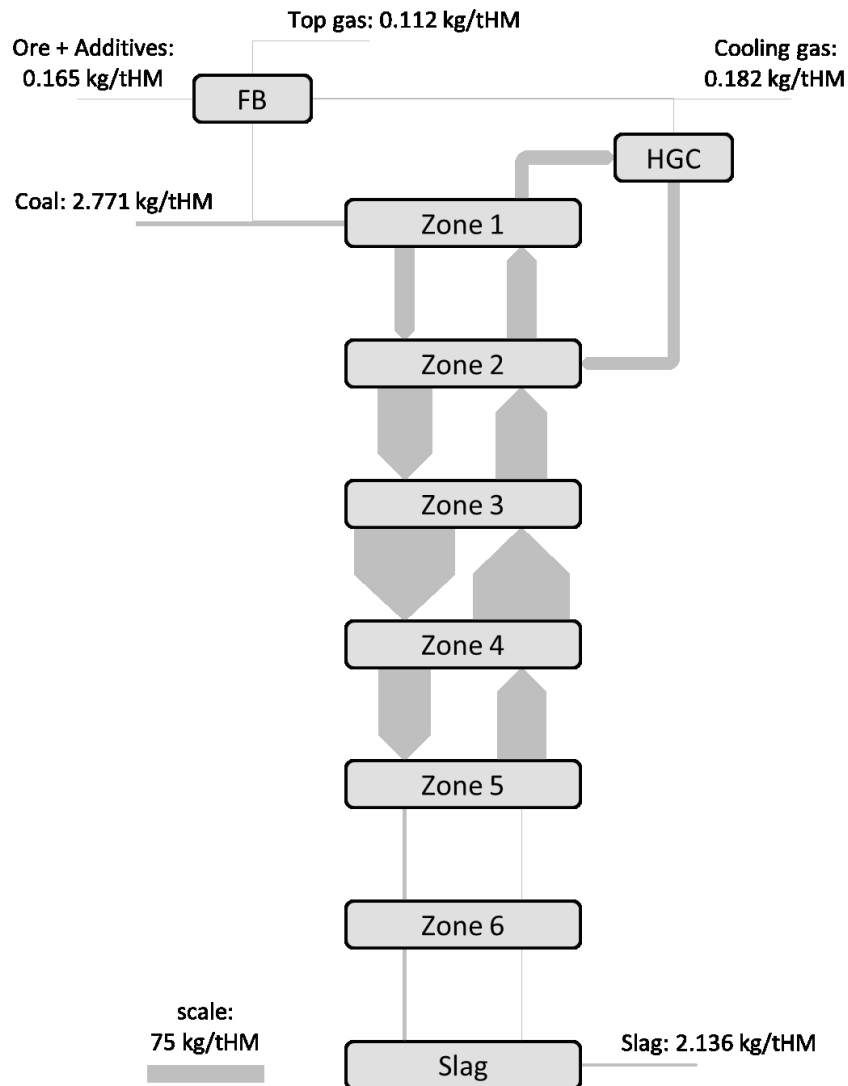 Top gas: 0.112 kg/tHM
Ore + Additives:
0.165 kg/tHM
Cooling gas:
0.182 kg/tHM
FB
HGC
Coal: 2.771 kg/tHM
Zone 1
Zone 2
Zone 3
Zone 4
Zone 5
Zone 6
scale:
75 kg/tHM
Slag
Slag: 2.136 kg/tHM